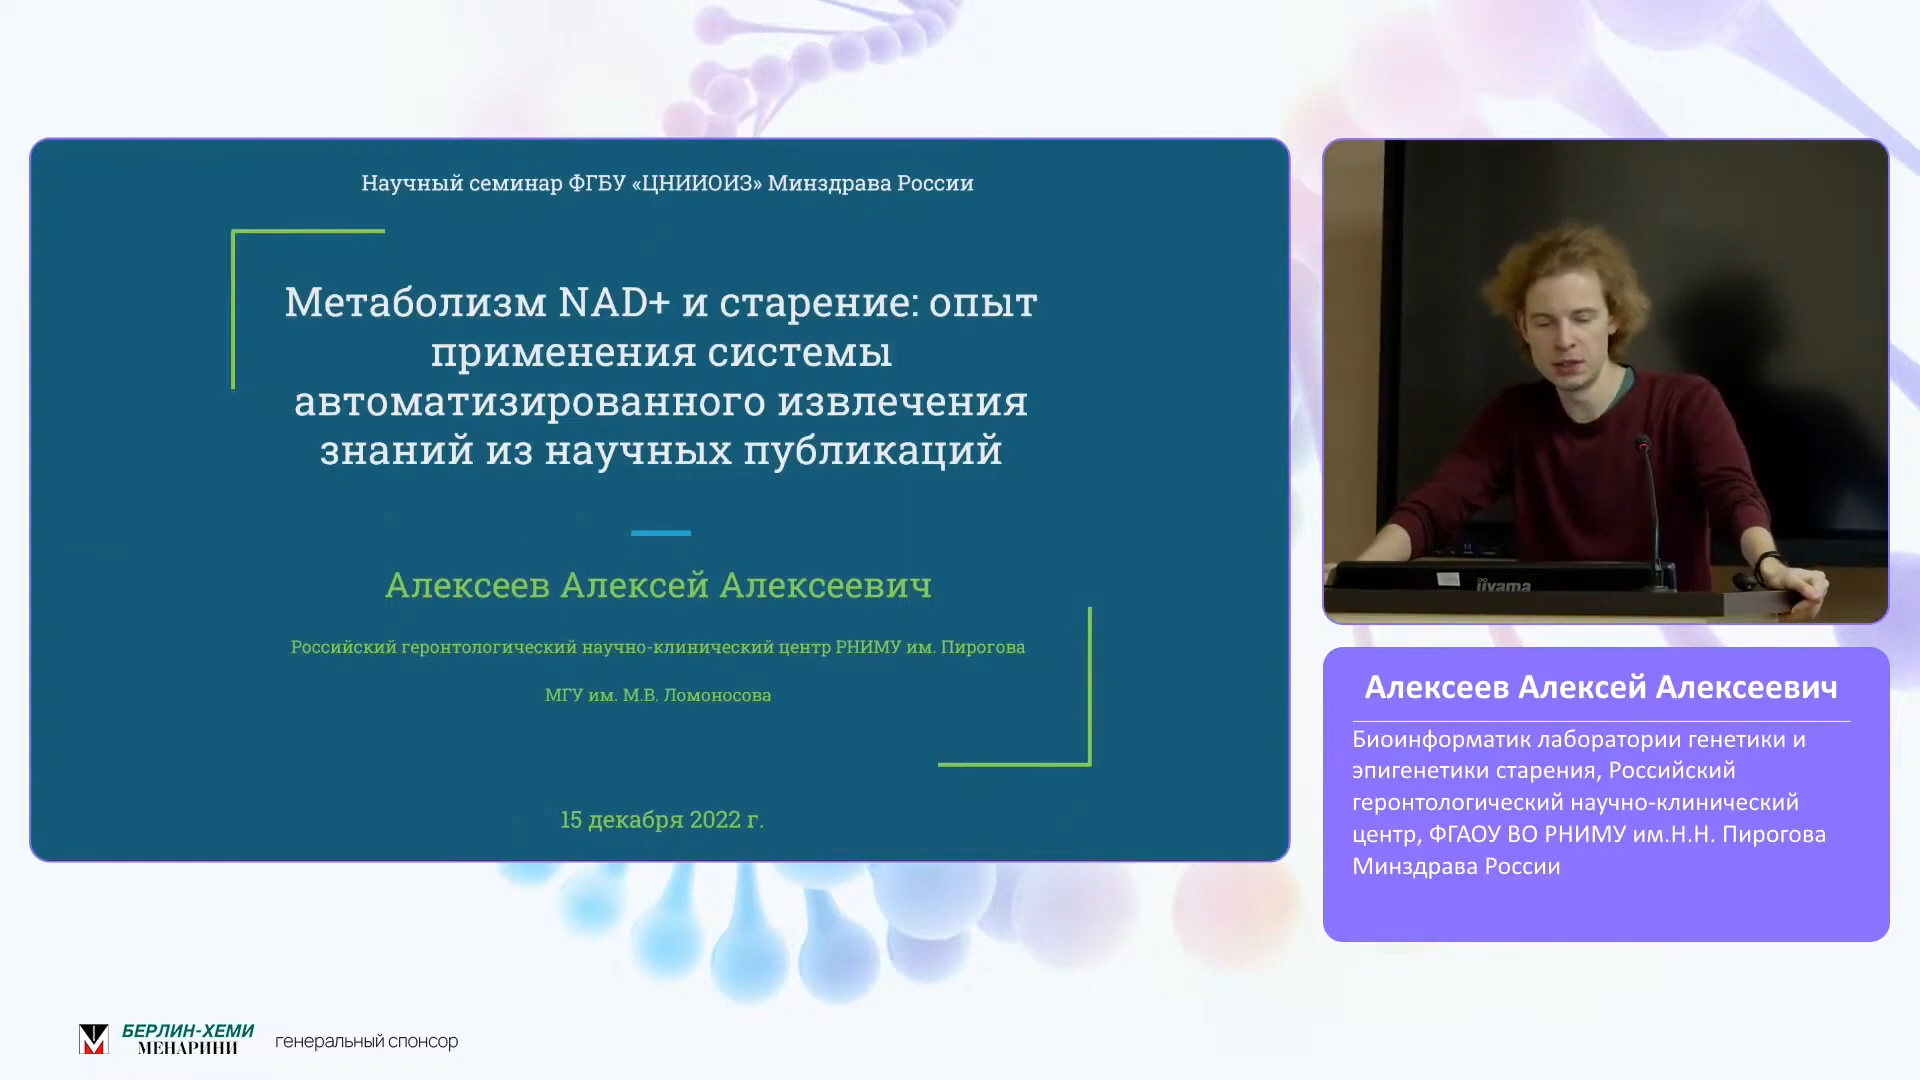 Научный семинар ФГБУ «ЦНИИОИЗ» Минздрава России
Метаболизм NAD+ и старение: опыт
применения системы
автоматизированного извлечения
знаний из научных публикаций
Алексеев Алексей Алексеевич
Российский геронтологический научно-клинический центр РНИМУ им. Пирогова
МГУ им. М.В. Ломоносова
15 декабря 2022 г.
iiyama
Алексеев Алексей Алексеевич
Биоинформатик лаборатории генетики и
эпигенетики старения, Российский
геронтологический научно-клинический
центр, ФГАОУ ВО РНИМУ им.Н.Н. Пирогова
Минздрава России
БЕРЛИН-ХЕМИ
МЕНАРИНИ
генеральный спонсор